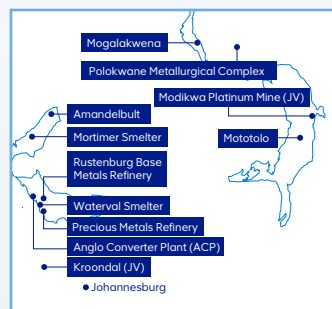 Mogalakwena
Polokwane Metallurgical Complex
Modikwa Platinum Mine (JV)
Amandelbult
Mortimer Smelter
Mototolo
Rustenburg Base
Metals Refinery
Waterval Smelter
Precious Metals Refinery
Anglo Converter Plant (ACP)
Kroondal (JV)
Johannesburg